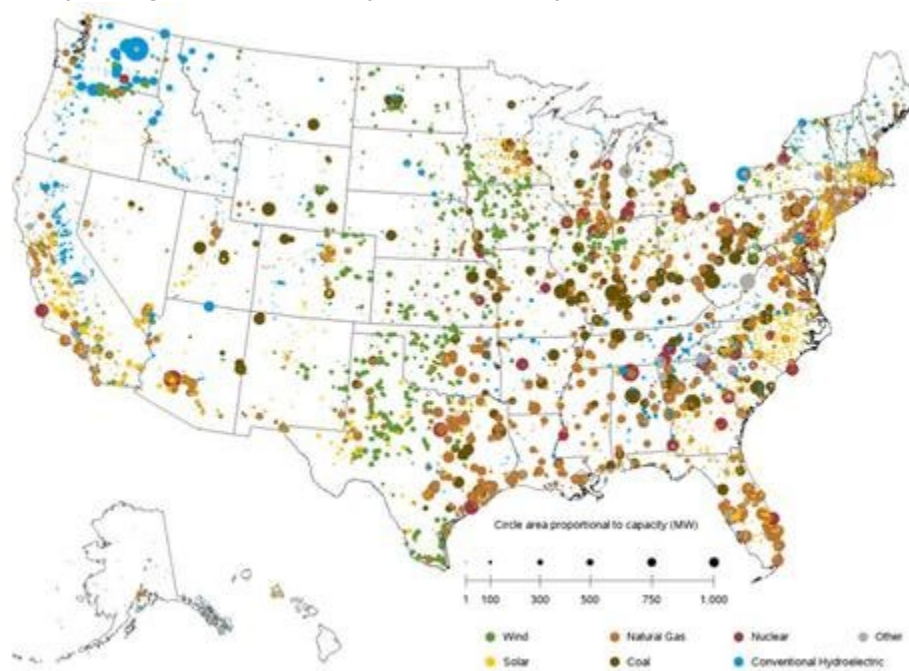 Circle area proportional to capacity (MW)
1 100 300 500 750 1,000
Wind Natural Gas Nuclear Other
Solar Coal Conventional Hydroelectric